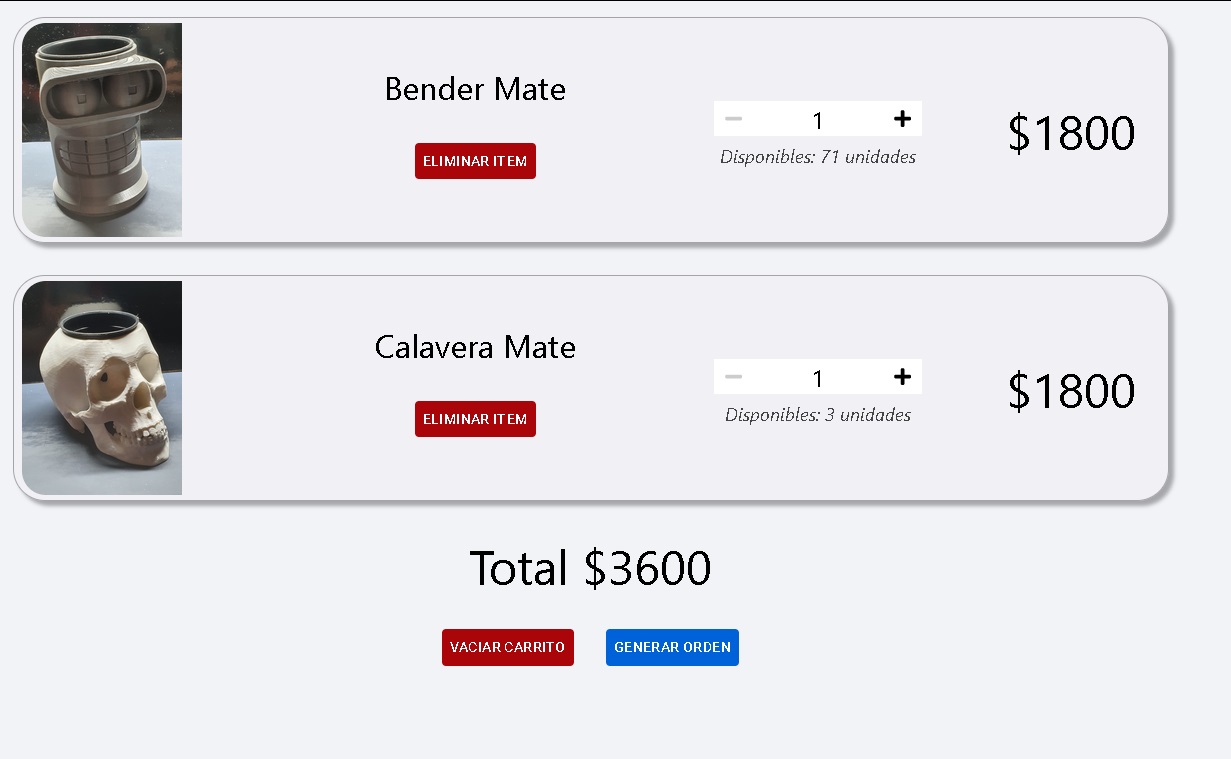 Bender Mate
ELIMINAR ITEM
1
Disponibles: 71 unidades
$1800
Calavera Mate
ELIMINAR ITEM
1
Disponibles: 3 unidades
$1800
Total $3600
VACIAR CARRITO
GENERAR ORDEN